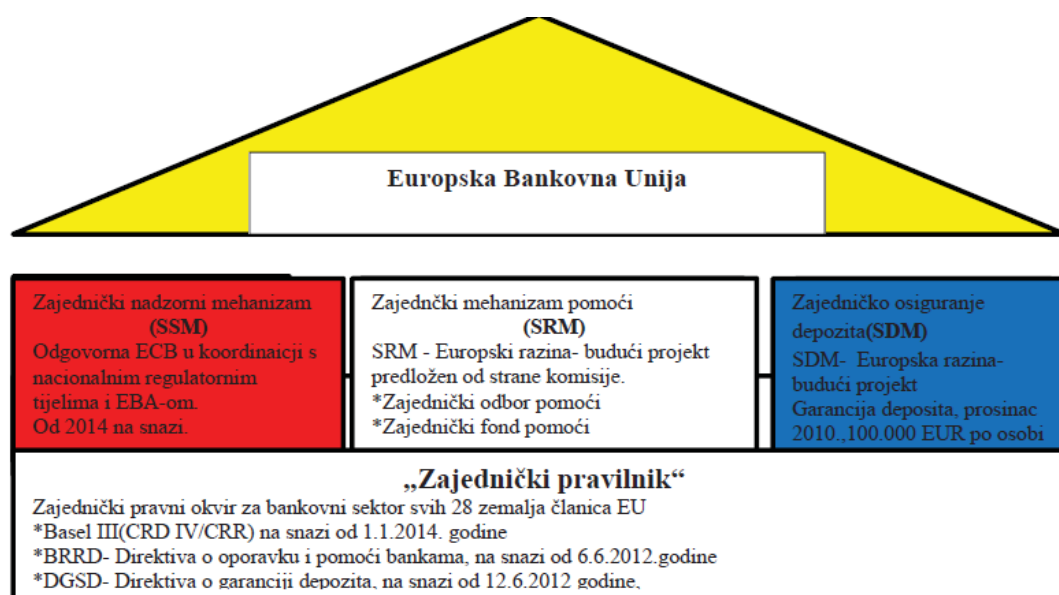 Europska Bankovna Unija
Zajednički nadzorni mehanizam
(SSM)
Odgovorna ECB u koordinaicji s
nacionalnim regulatornim
tijelima i EBA-om.
Od 2014 na snazi.
Zajednčki mehanizam pomoći
(SRM)
SRM - Europski razina- budući projekt
predložen od strane komisije.
*Zajednički odbor pomoći
*Zajednički fond pomoći
Zajedničko osiguranje
depozita(SDM)
SDM- Europska razina-
budući projekt
Garancija deposita, prosinac
2010.,100.000 EUR po osobi
„Zajednički pravilnik“
Zajednički pravni okvir za bankovni sektor svih 28 zemalja članica EU
*Basel III(CRD IV/CRR) na snazi od 1.1.2014. godine
*BRRD- Direktiva o oporavku i pomoći bankama, na snazi od 6.6.2012.godine
*DGSD- Direktiva o garanciji depozita, na snazi od 12.6.2012 godine,